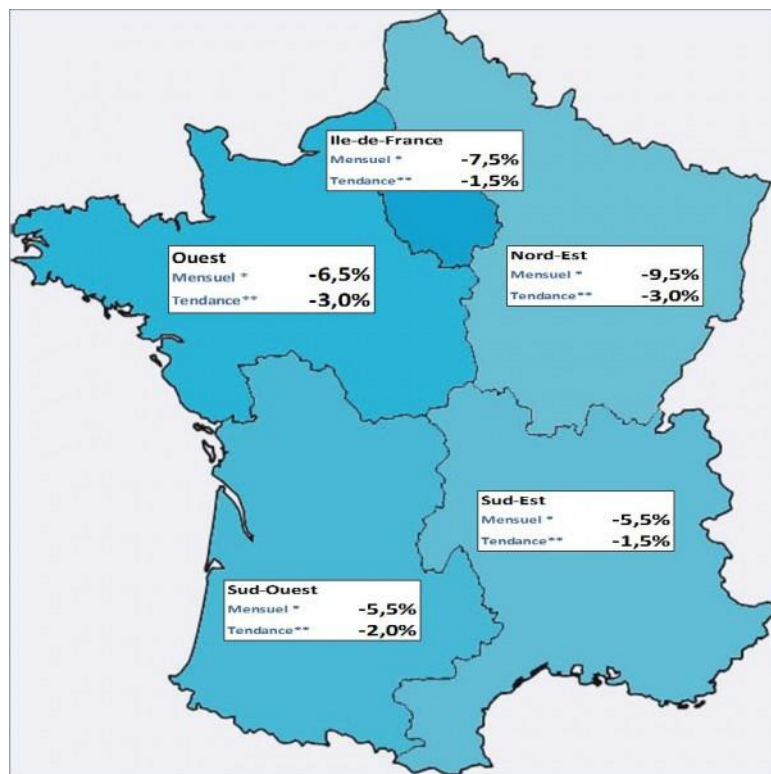 Ile-de-France
Mensuel * -7,5%
Tendance** -1,5%
Ouest
Mensuel * -6,5%
Tendance** -3,0%
Nord-Est
Mensuel * -9,5%
Tendance** -3,0%
Sud-Est
Mensuel * -5,5%
Tendance** -1,5%
Sud-Ouest
Mensuel * -5,5%
Tendance** -2,0%